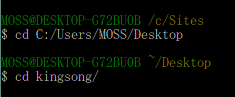 MOSS@DESKTOP-G72BU0B /c/Sites
$ cd C:/Users/MOSS/Desktop
MOSS@DESKTOP-G72BU0B ~/Desktop
$ cd kingsong/